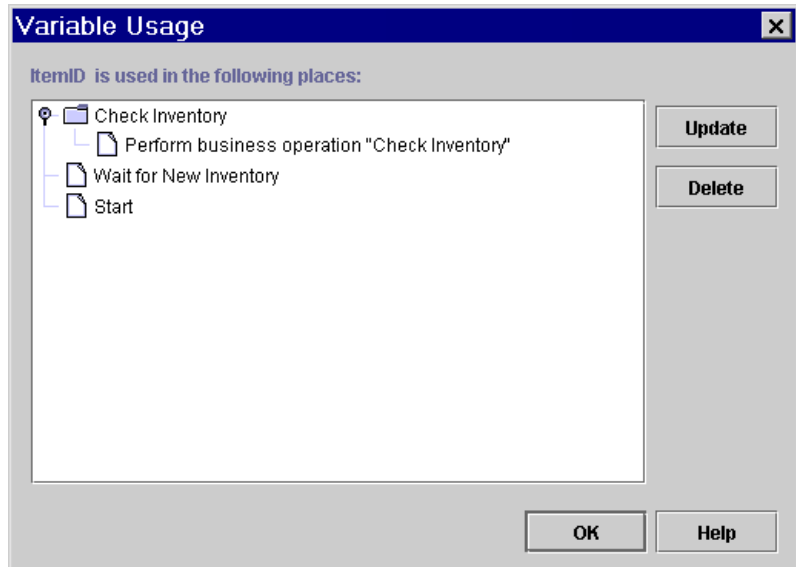 Variable Usage
ItemID is used in the following places:
Check Inventory
Perform business operation "Check Inventory"
Wait for New Inventory
Start
Update
Delete
OK
Help